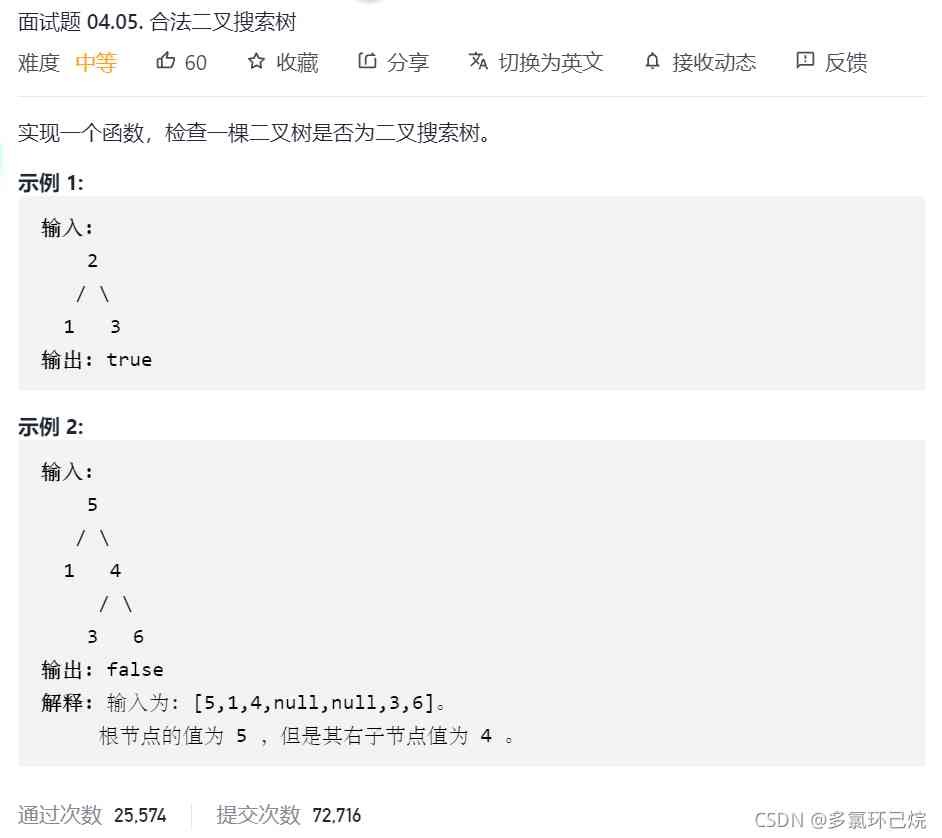 面试题 04.05. 合法二叉搜索树
难度 中等 60 收藏 分享 切换为英文 接收动态 反馈
实现一个函数，检查一棵二叉树是否为二叉搜索树。
示例 1:
输入:
2
/ \
1 3
输出: true
示例 2:
输入:
5
/ \
1 4
/ \
3 6
输出: false
解释: 输入为: [5,1,4,null,null,3,6]。
根节点的值为 5 ，但是其右子节点值为 4 。
通过次数 25,574 提交次数 72,716
CSDN @多氯环己烷